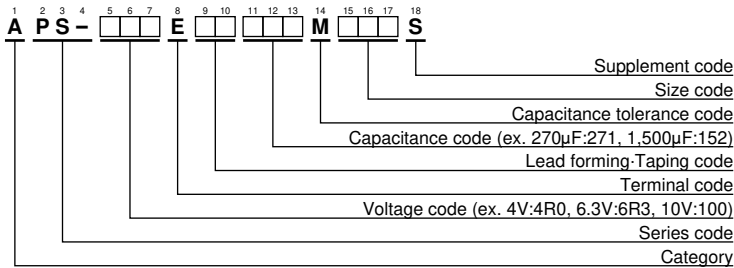 1 2 3 4 5 6 7 8 9 10 11 12 13 14 15 16 17 18
A PS- E M S
Supplement code
Size code
Capacitance tolerance code
Capacitance code (ex. 270µF:271, 1,500µF:152)
Lead forming·Taping code
Terminal code
Voltage code (ex. 4V:4R0, 6.3V:6R3, 10V:100)
Series code
Category